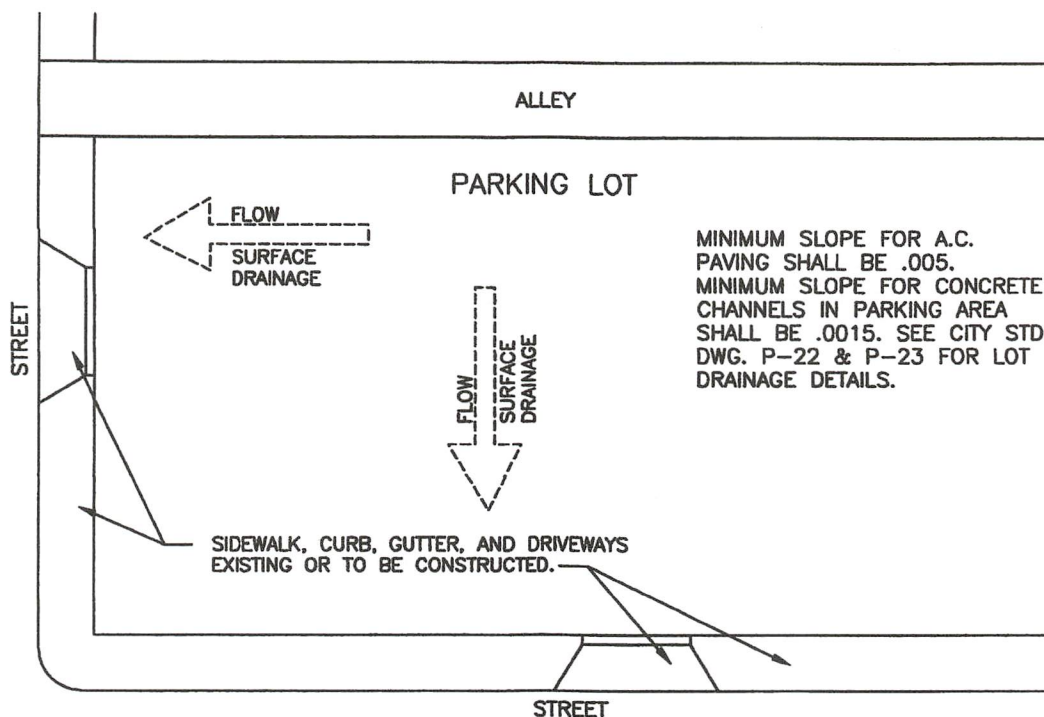 ALLEY
PARKING LOT
FLOW
SURFACE
DRAINAGE
MINIMUM SLOPE FOR A.C.
PAVING SHALL BE .005.
MINIMUM SLOPE FOR CONCRETE
CHANNELS IN PARKING AREA
SHALL BE .0015. SEE CITY STD
DWG. P-22 & P-23 FOR LOT
DRAINAGE DETAILS.
STREET
FLOW
SURFACE
DRAINAGE
SIDEWALK, CURB, GUTTER, AND DRIVEWAYS
EXISTING OR TO BE CONSTRUCTED.
STREET